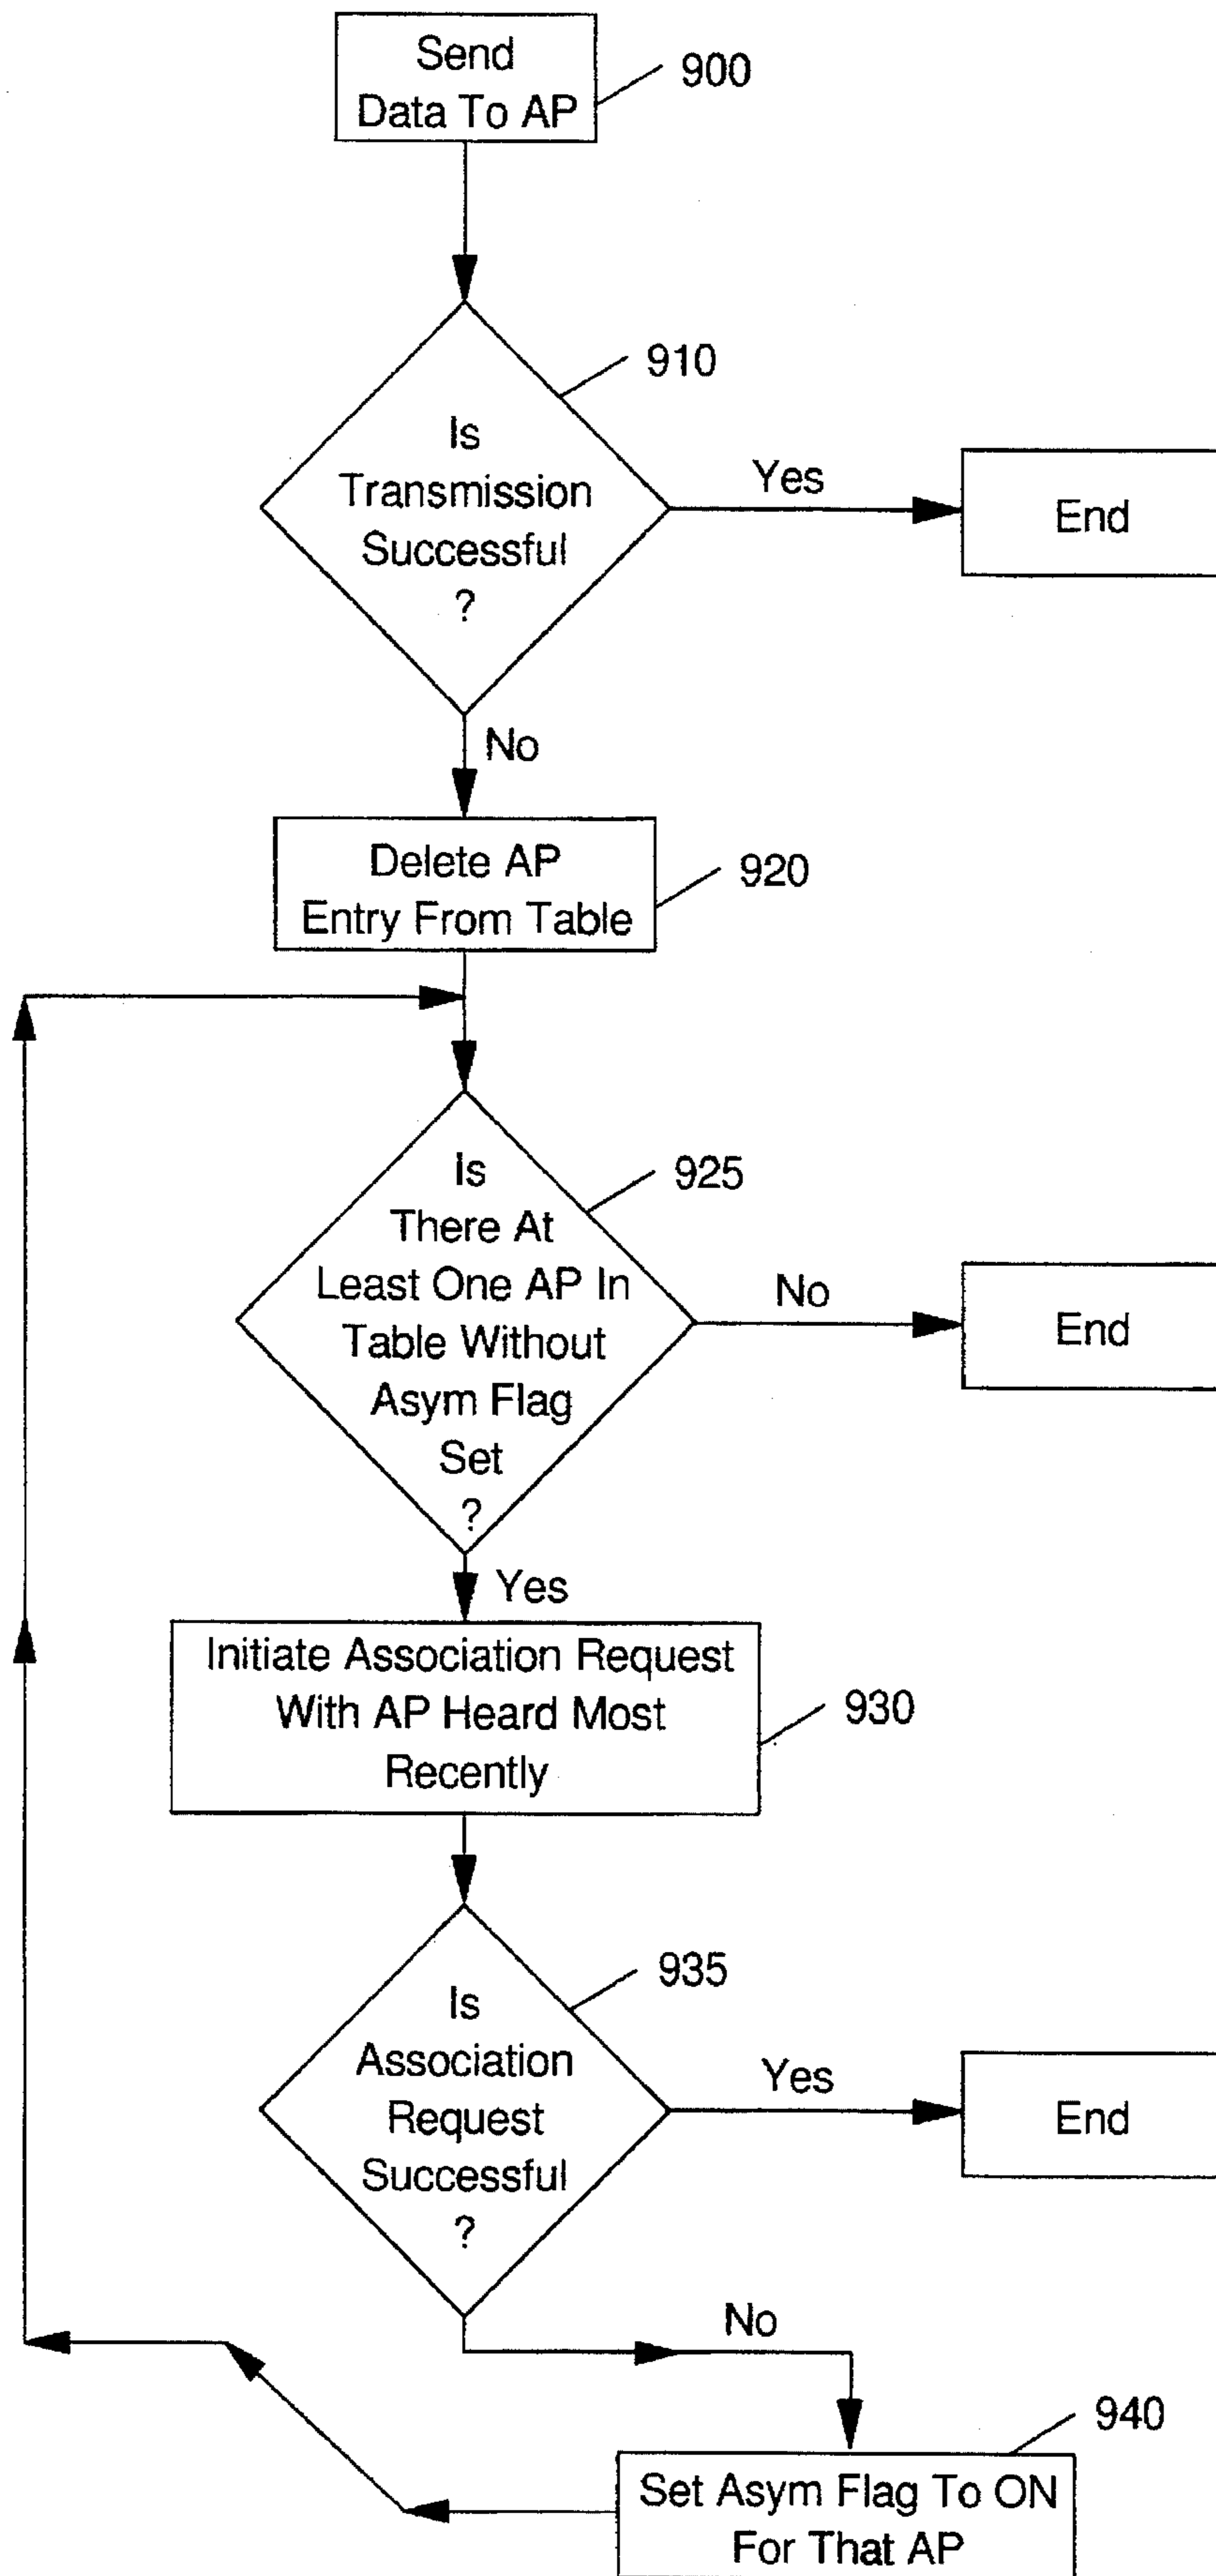 Send
Data To AP
900
910
Is
Transmission
Successful
?
Yes
End
No
Delete AP
Entry From Table
920
925
Is
There At
Least One AP In
Table Without
Asym Flag
Set
?
No
End
Yes
Initiate Association Request
With AP Heard Most
Recently
930
935
Is
Association
Request
Successful
?
Yes
End
No
940
Set Asym Flag To ON
For That AP